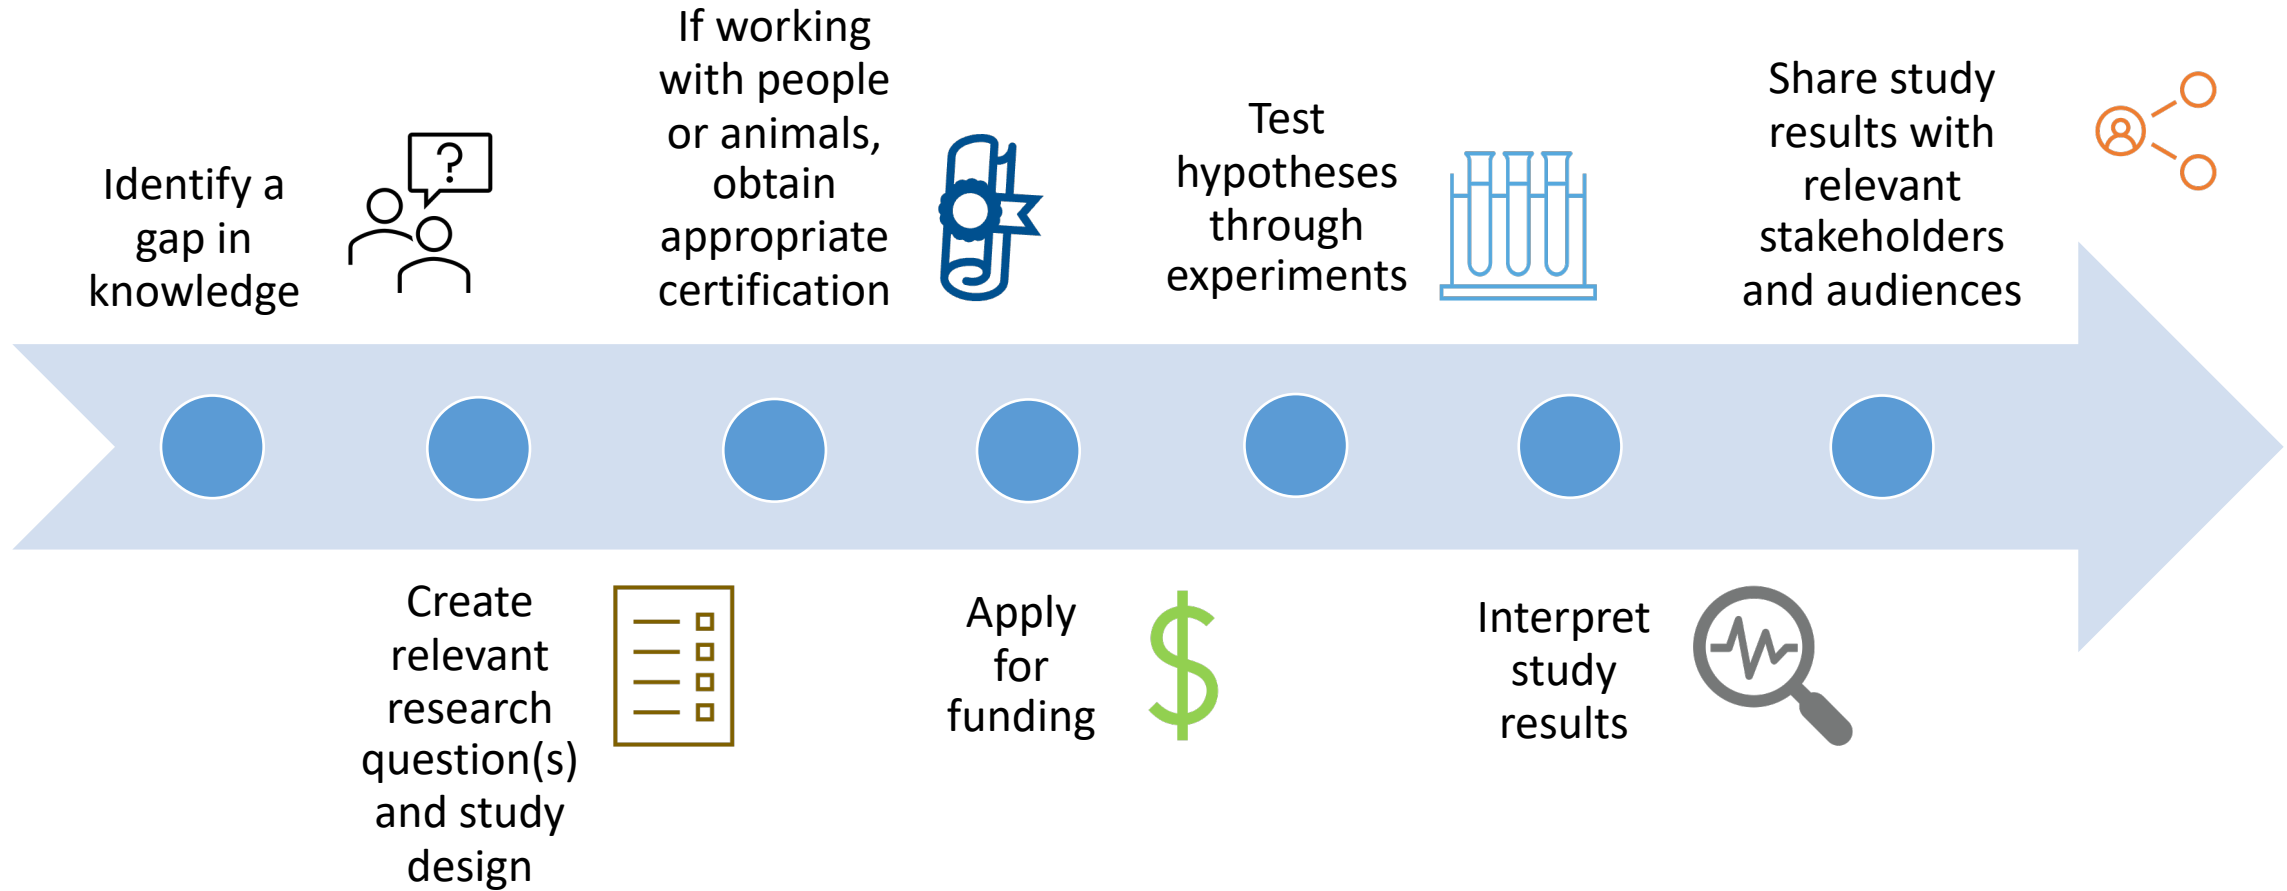 Identify a
gap in
knowledge
?
Create
relevant
research
question(s)
and study
design
If working
with people
or animals,
obtain
appropriate
certification
Apply
for
funding
$
Test
hypotheses
through
experiments
Interpret
study
results
Share study
results with
relevant
stakeholders
and audiences